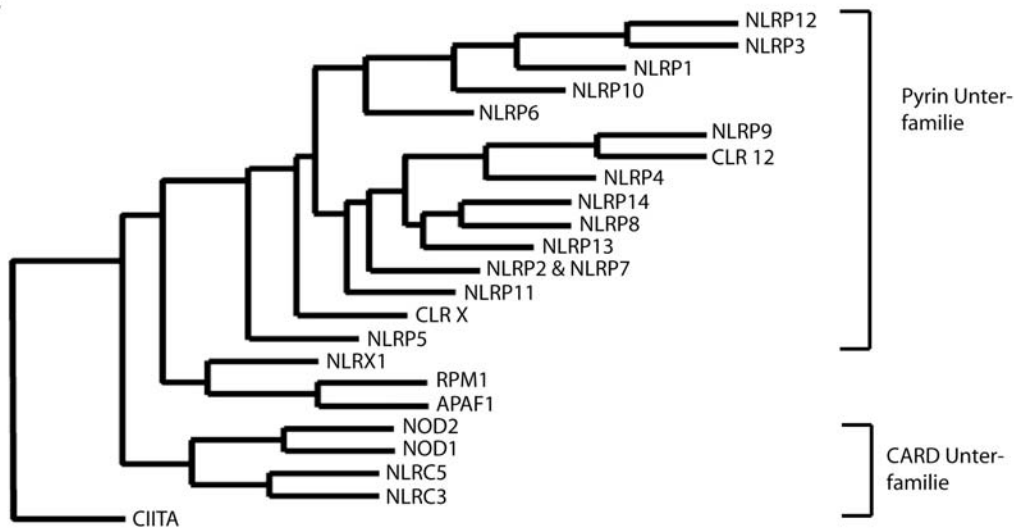 NLRP12
NLRP3
NLRP1
NLRP10
NLRP6
NLRP9
CLR 12
NLRP4
NLRP14
NLRP8
NLRP13
NLRP2 & NLRP7
NLRP11
CLR X
NLRP5
NLRX1
RPM1
APAF1
NOD2
NOD1
NLRC5
NLRC3
CIITA
Pyrin Unter-
familie
CARD Unter-
familie